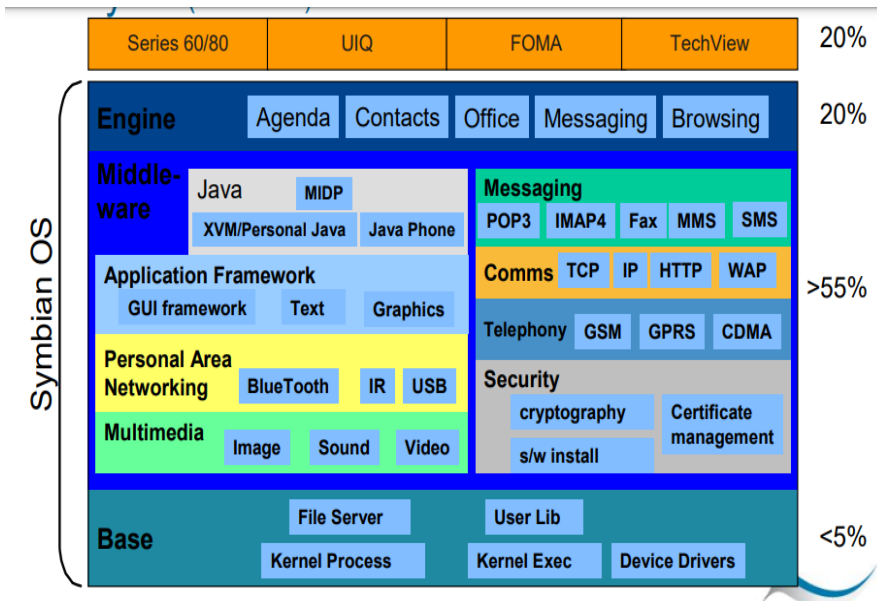 Series 60/80 UIQ FOMA TechView 20%
Engine Agenda Contacts Office Messaging Browsing 20%
Symbian OS
Middle-
ware
Java MIDP
XVM/Personal Java Java Phone
Application Framework
GUI framework Text Graphics
Personal Area
Networking BlueTooth IR USB
Multimedia
Image Sound Video
Messaging
POP3 IMAP4 Fax MMS SMS
Comms TCP IP HTTP WAP
>55%
Telephony GSM GPRS CDMA
Security
cryptography
s/w install
Certificate
management
Base
File Server User Lib
Kernel Process Kernel Exec Device Drivers
<5%